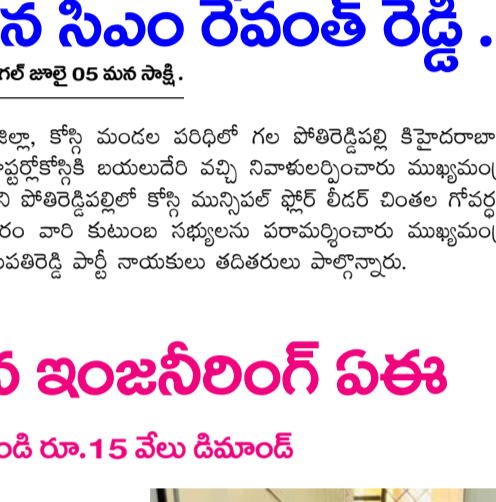 న సిఎం రేవంత్ రెడ్డి .
గల్ జూలై 05 మన సాక్షి .
జిల్లా, కోస్గి మండల పరిధిలో గల పోతిరెడ్డిపల్లి కిహైదరాబా
ప్టర్లోకోస్గికి బయలుదేరి వచ్చి నివాళులర్పించారు ముఖ్యమం
ని పోతిరెడ్డిపల్లిలో కోస్గి మున్సిపల్ ఫ్లోర్ లీడర్ చింతల గోవర్ధ
రం వారి కుటుంబ సభ్యులను పరామర్శించారు ముఖ్యమం
పతిరెడ్డి పార్టీ నాయకులు తదితరులు పాల్గొన్నారు.
ఇంజనీరింగ్ ఏఈ
ండి రూ.15 వేలు డిమాండ్